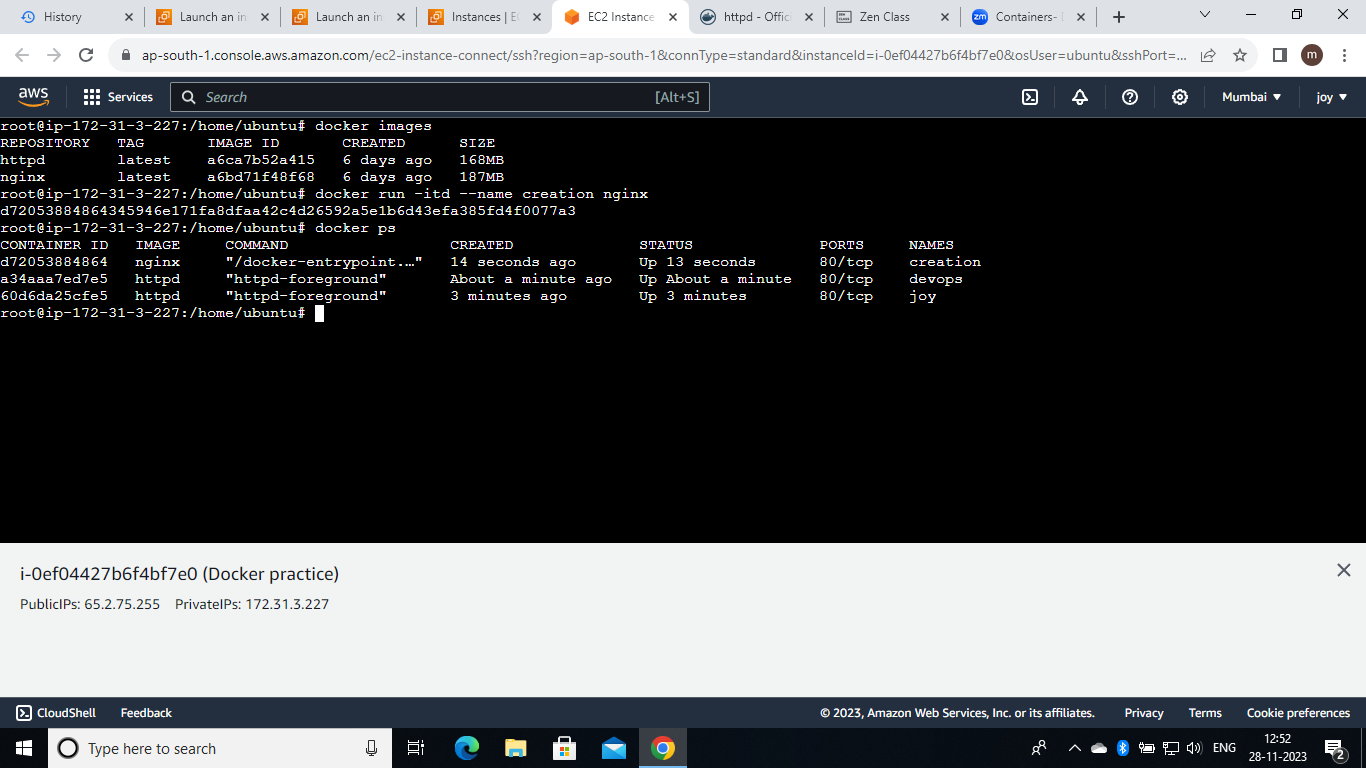 History
Launch an in
Launch an in
Instances | EC
EC2 Instance
httpd - Offic
Zen Class
Containers- D
ap-south-1.console.aws.amazon.com/ec2-instance-connect/ssh?region=ap-south-1&connType=standard&instanceId=i-0ef04427b6f4bf7e0&osUser=ubuntu&sshPort=...
m
aws
Services
Search
[Alt+S]
Mumbai
joy
root@ip-172-31-3-227:/home/ubuntu# docker images
REPOSITORY TAG IMAGE ID CREATED SIZE
httpd latest a6ca7b52a415 6 days ago 168MB
nginx latest a6bd71f48f68 6 days ago 187MB
root@ip-172-31-3-227:/home/ubuntu# docker run -itd --name creation nginx
d72053884864345946e171fa8dfaa42c4d26592a5e1b6d43efa385fd4f0077a3
root@ip-172-31-3-227:/home/ubuntu# docker ps
CONTAINER ID IMAGE COMMAND CREATED STATUS PORTS NAMES
d72053884864 nginx "/docker-entrypoint.…" 14 seconds ago Up 13 seconds 80/tcp creation
a34aaa7ed7e5 httpd "httpd-foreground" About a minute ago Up About a minute 80/tcp devops
60d6da25cfe5 httpd "httpd-foreground" 3 minutes ago Up 3 minutes 80/tcp joy
root@ip-172-31-3-227:/home/ubuntu#
i-0ef04427b6f4bf7e0 (Docker practice)
PublicIPs: 65.2.75.255 PrivateIPs: 172.31.3.227
CloudShell
Feedback
© 2023, Amazon Web Services, Inc. or its affiliates.
Privacy
Terms
Cookie preferences
Type here to search
ENG
12:52
28-11-2023
2